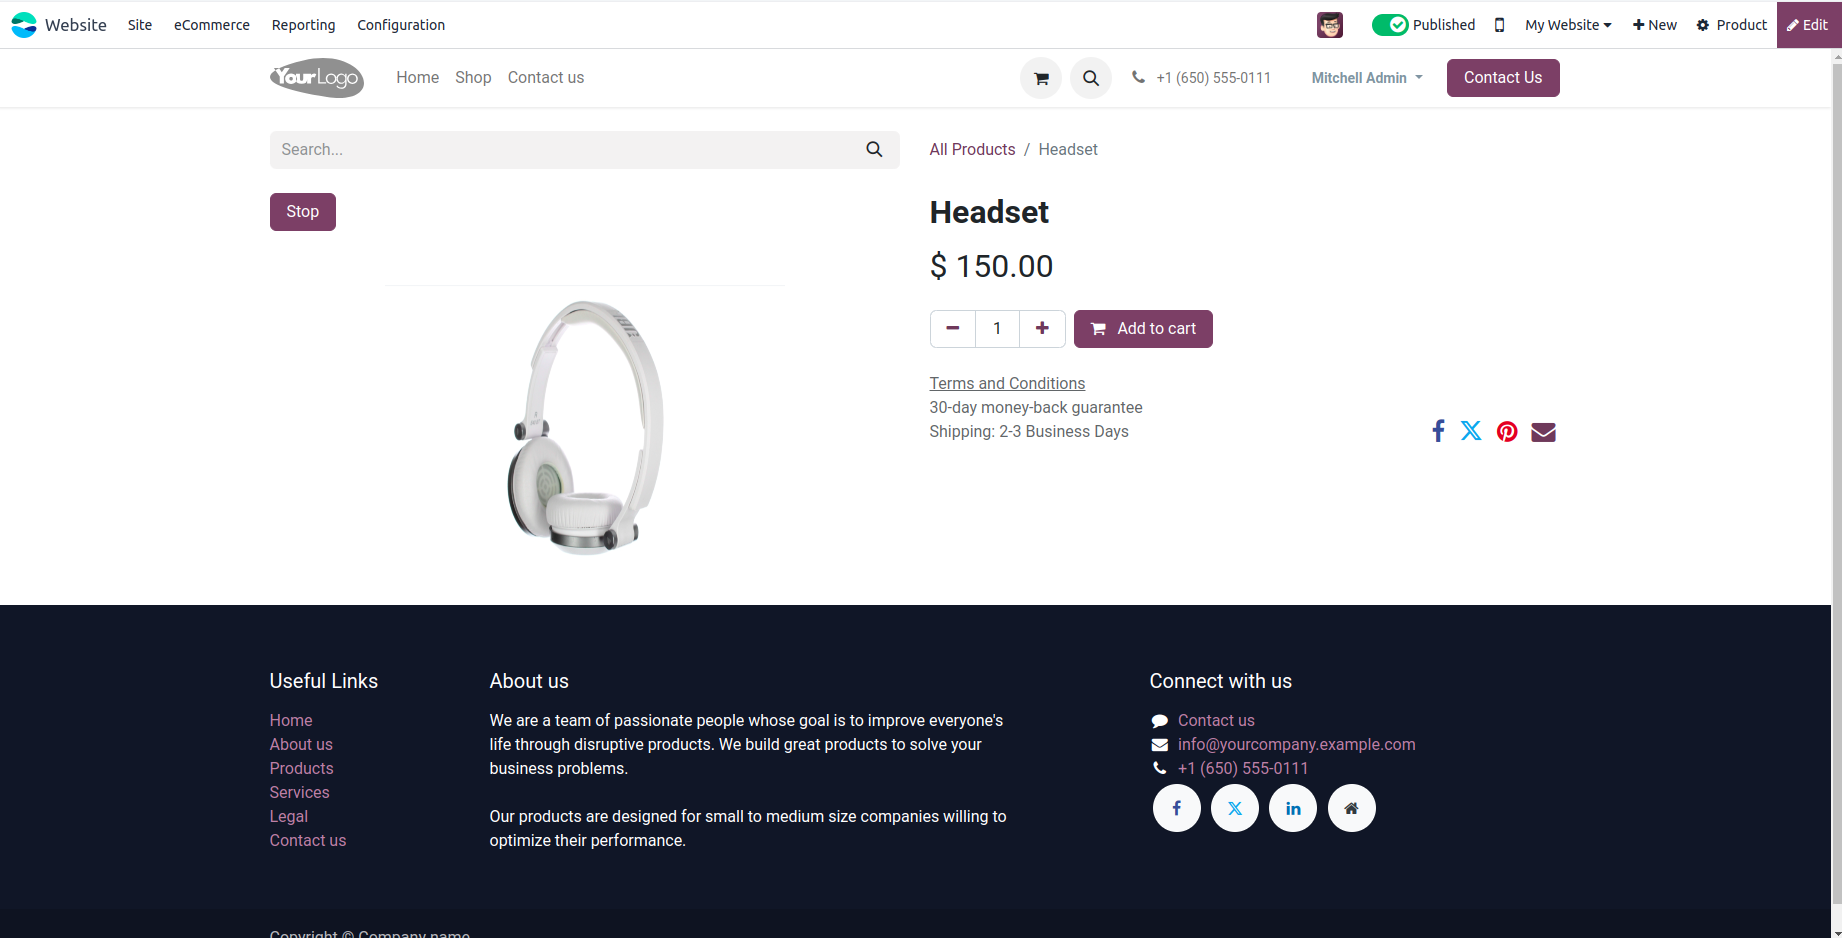 Website Site eCommerce Reporting Configuration Published My Website New Product Edit
YourLogo Home Shop Contact us +1 (650) 555-0111 Mitchell Admin Contact Us
Search...
All Products / Headset
Stop
Headset
$ 150.00
1 Add to cart
Terms and Conditions
30-day money-back guarantee
Shipping: 2-3 Business Days
Useful Links
Home
About us
Products
Services
Legal
Contact us
About us
We are a team of passionate people whose goal is to improve everyone's
life through disruptive products. We build great products to solve your
business problems.
Our products are designed for small to medium size companies willing to
optimize their performance.
Connect with us
Contact us
info@yourcompany.example.com
+1 (650) 555-0111
Copyright © Company name